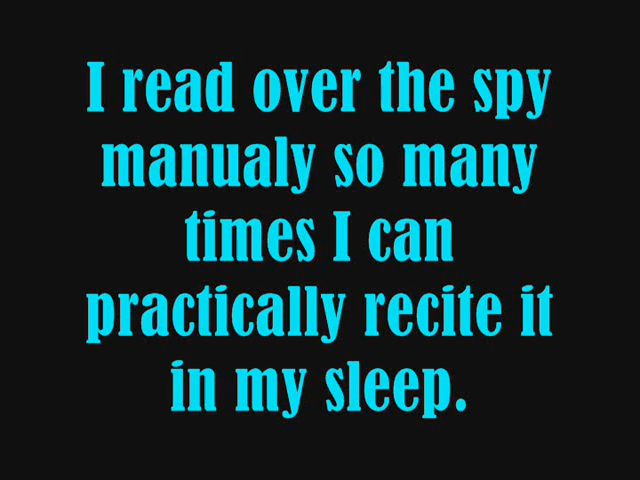 I read over the spy
manualy so many
times I can
practically recite it
in my sleep.